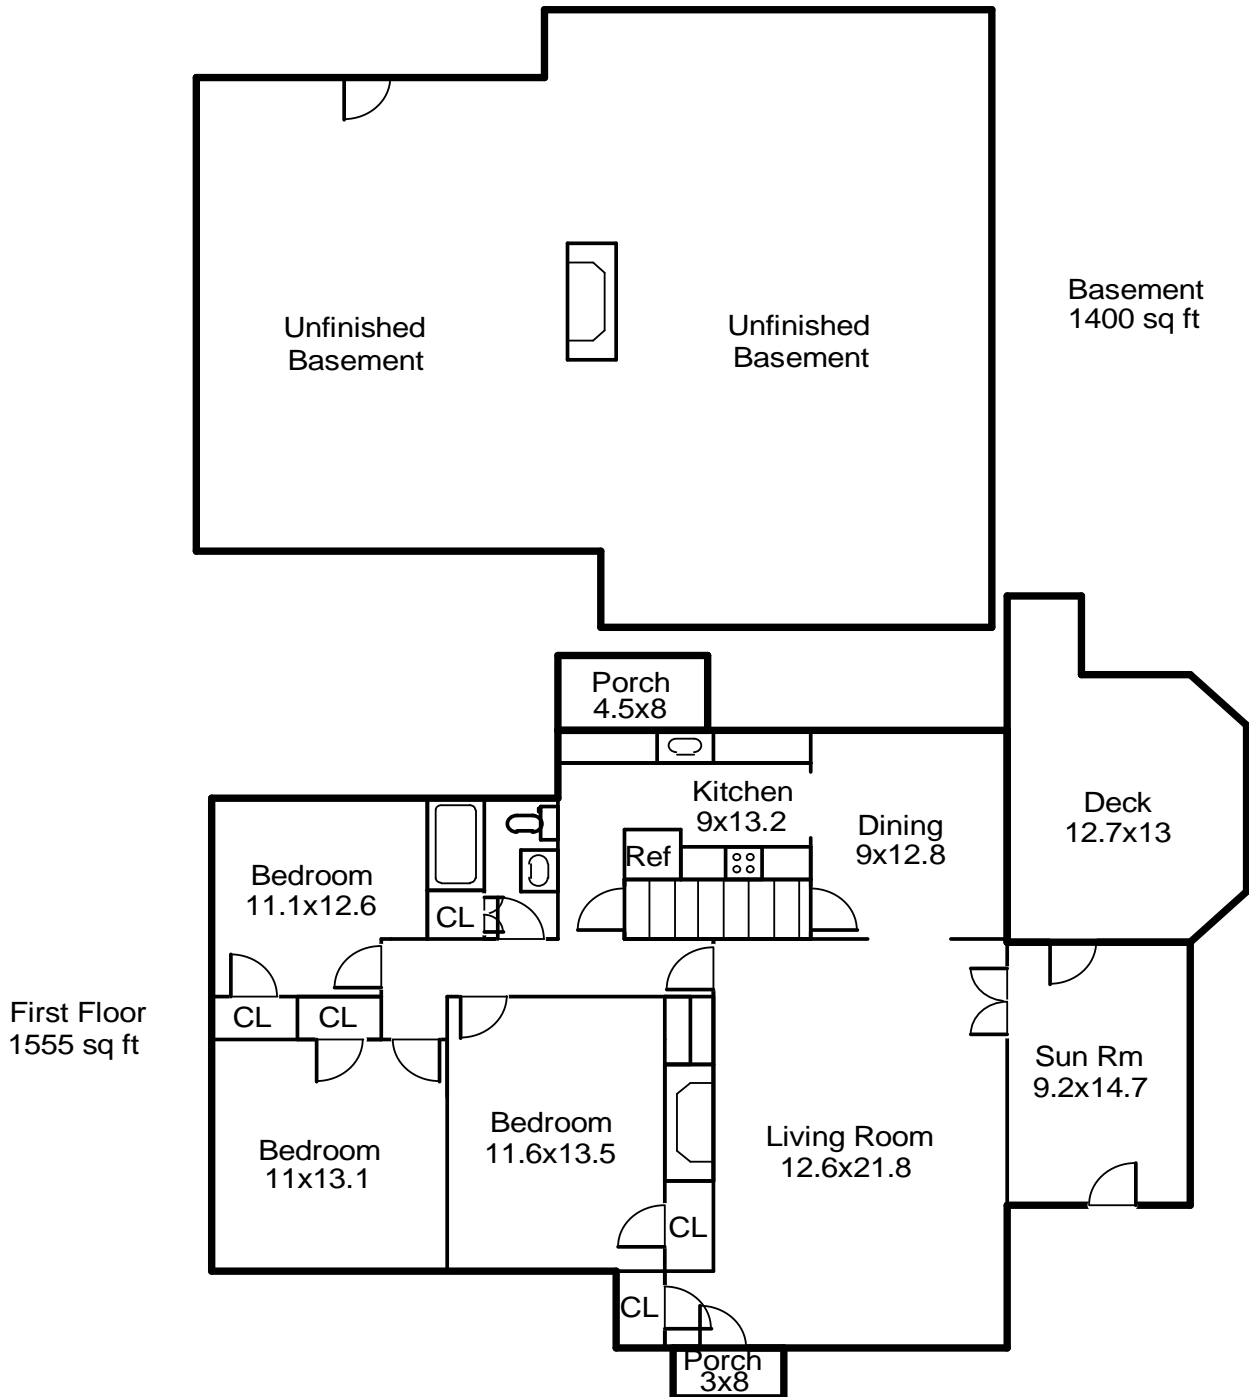 Basement
1400 sq ft
Unfinished
Basement
Unfinished
Basement
Porch
4.5x8
Kitchen
9x13.2
Deck
12.7x13
Dining
9x12.8
Ref
Bedroom
11.1x12.6
CL
First Floor
1555 sq ft
CL
CL
Sun Rm
9.2x14.7
Bedroom
11.6x13.5
Living Room
12.6x21.8
Bedroom
11x13.1
CL
CL
Porch
3x8